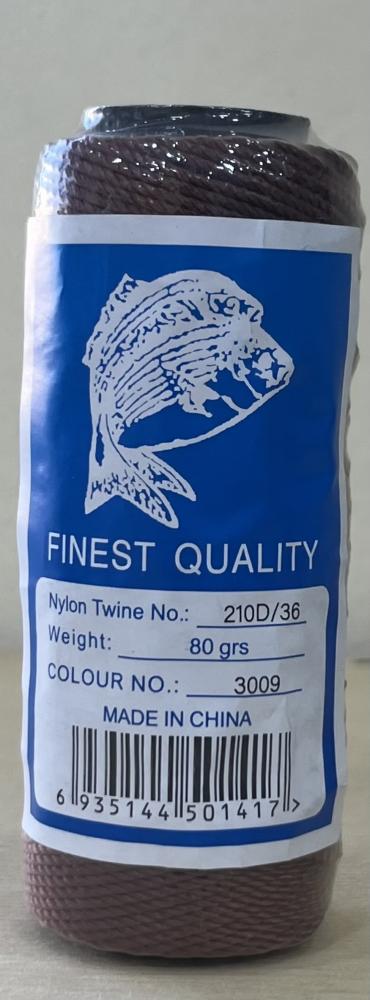 FINEST QUALITY
Nylon Twine No.: 210D/36
Weight: 80 grs
COLOUR NO.: 3009
MADE IN CHINA
6 935144 501417 >